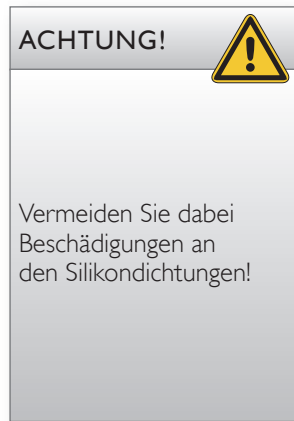 ACHTUNG!
Vermeiden Sie dabei
Beschädigungen an
den Silikondichtungen!